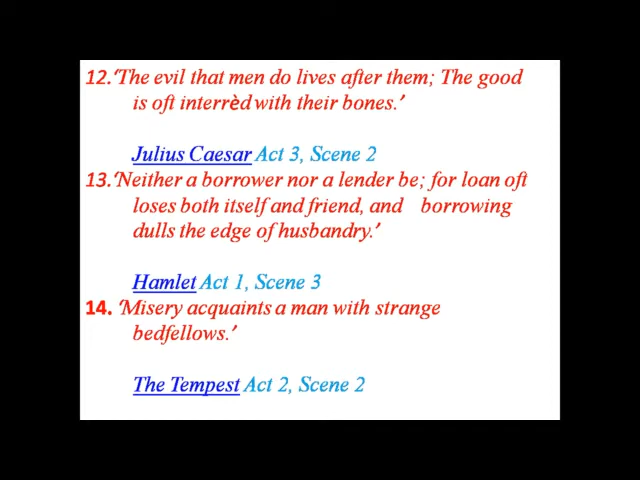 12.‘The evil that men do lives after them; The good
is oft interrèd with their bones.’
Julius Caesar Act 3, Scene 2
13.‘Neither a borrower nor a lender be; for loan oft
loses both itself and friend, and borrowing
dulls the edge of husbandry.’
Hamlet Act 1, Scene 3
14. ‘Misery acquaints a man with strange
bedfellows.’
The Tempest Act 2, Scene 2